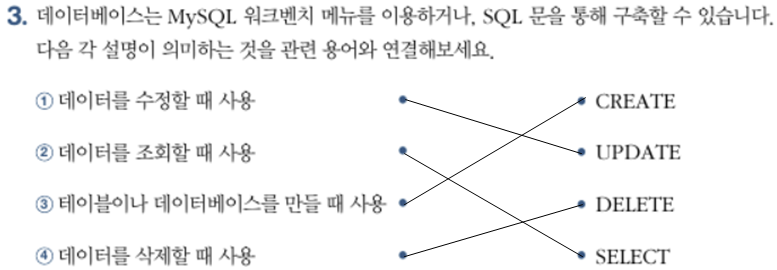 3. 데이터베이스는 MySQL 워크벤치 메뉴를 이용하거나, SQL 문을 통해 구축할 수 있습니다.
다음 각 설명이 의미하는 것을 관련 용어와 연결해보세요.
① 데이터를 수정할 때 사용 CREATE
② 데이터를 조회할 때 사용 UPDATE
③ 테이블이나 데이터베이스를 만들 때 사용 DELETE
④ 데이터를 삭제할 때 사용 SELECT